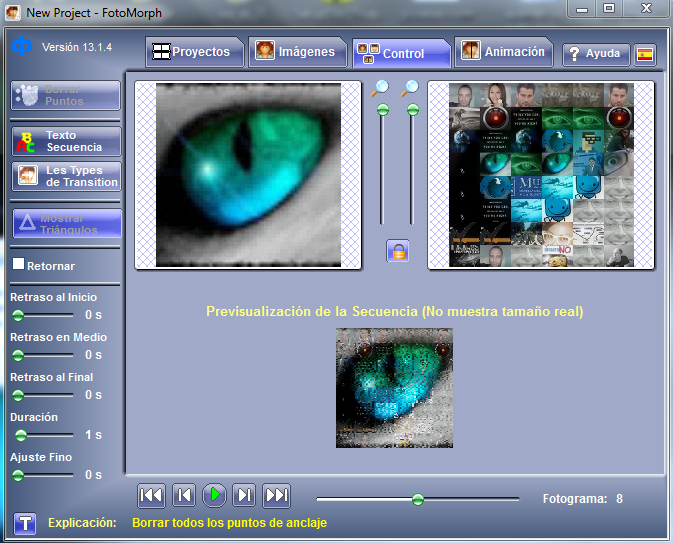 New Project - FotoMorph
Versión 13.1.4
Proyectos
Imágenes
Control
Animación
? Ayuda
Borrar
Puntos
Texto
Secuencia
Les Types
de Transition
Mostrar
Triángulos
Retornar
Retraso al Inicio
0 s
Retraso en Medio
0 s
Retraso al Final
0 s
Duración
1 s
Ajuste Fino
0 s
Previsualización de la Secuencia (No muestra tamaño real)
Fotograma: 8
T
Explicación: Borrar todos los puntos de anclaje